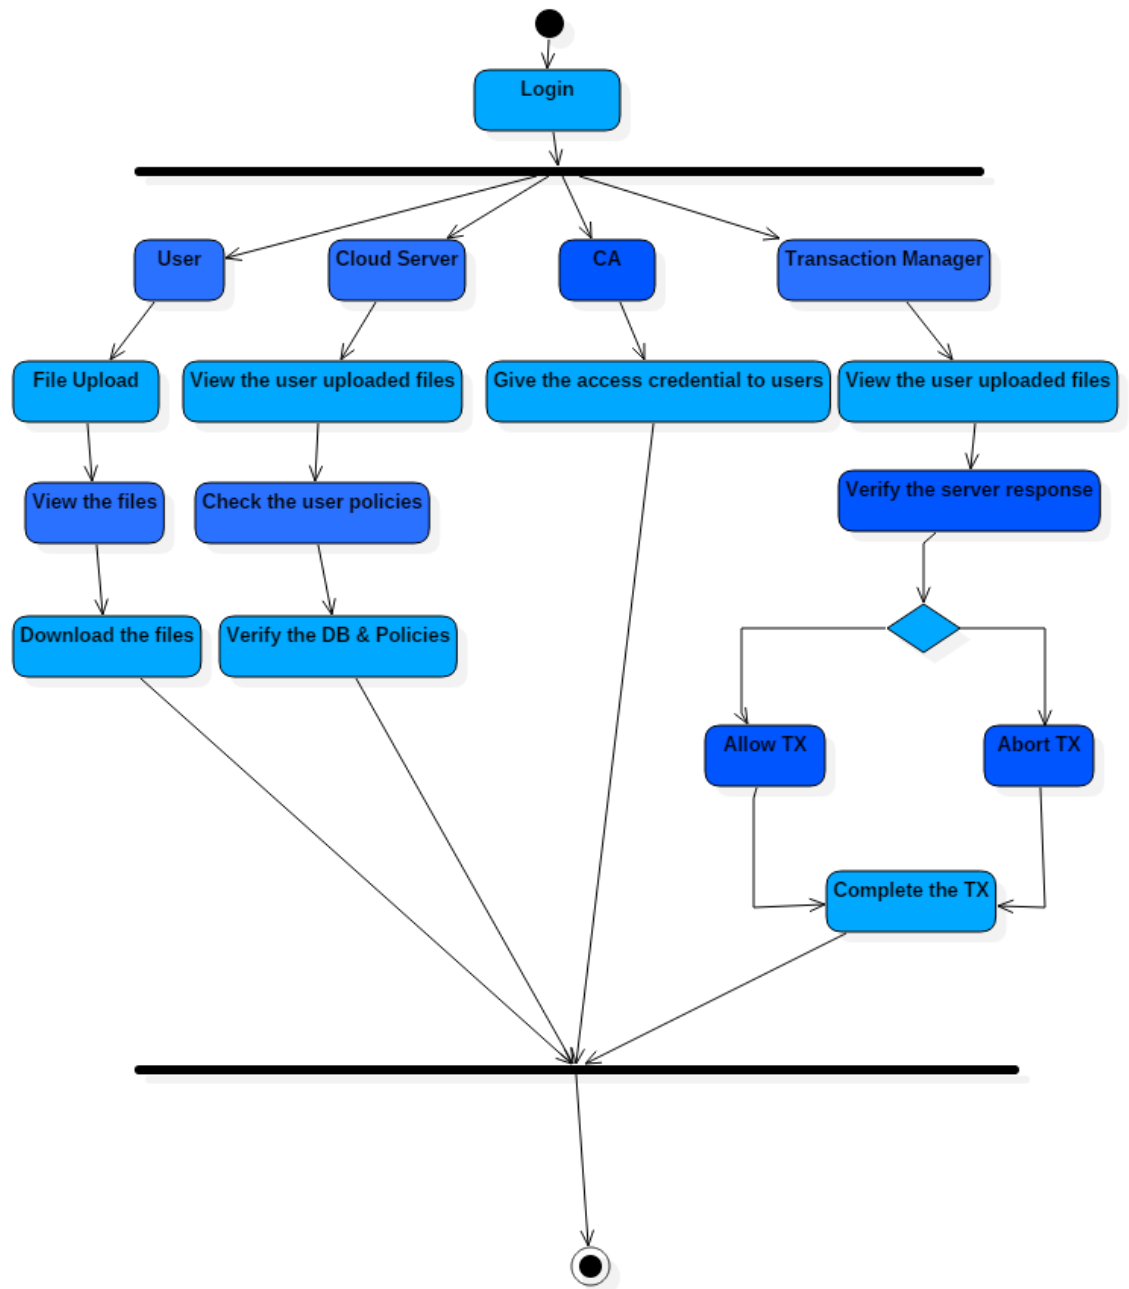 Login
User
Cloud Server
CA
Transaction Manager
File Upload
View the user uploaded files
Give the access credential to users
View the user uploaded files
View the files
Check the user policies
Verify the server response
Download the files
Verify the DB & Policies
Allow TX
Abort TX
Complete the TX